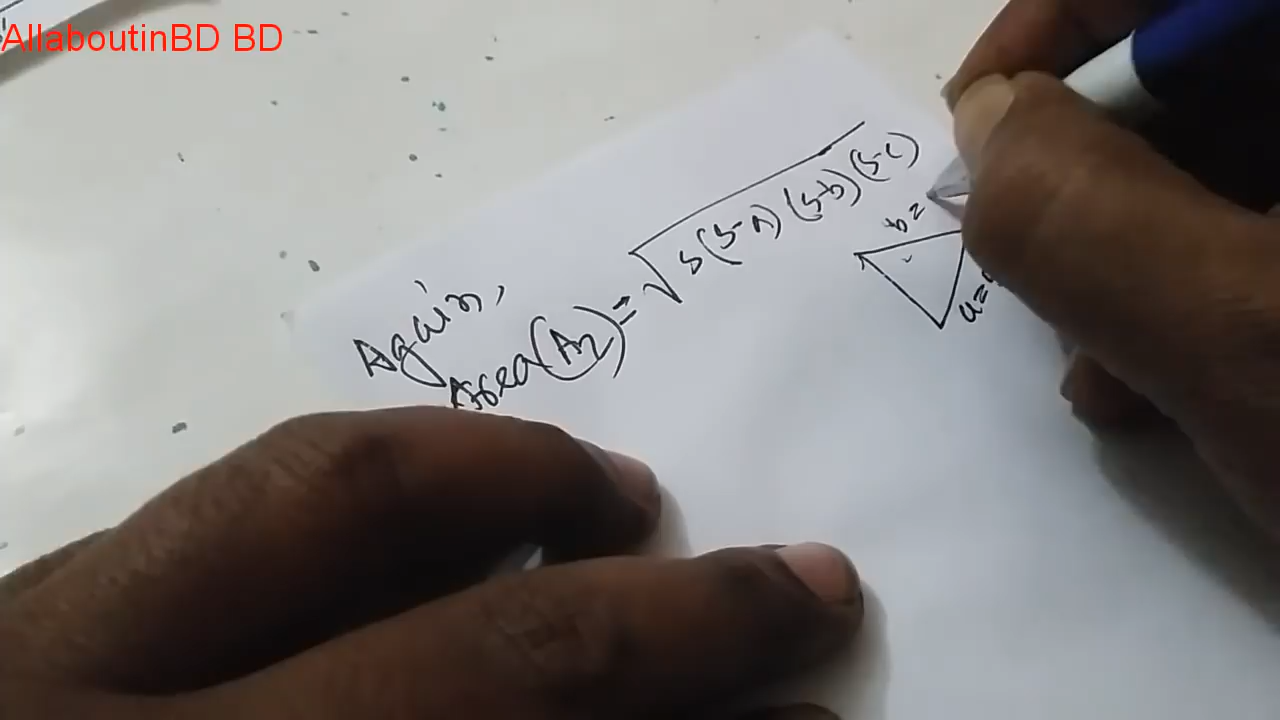 AllaboutinBD BD
Again,
Area (A2) = √s(s-a) (s-b) (s-c)
b =
a =